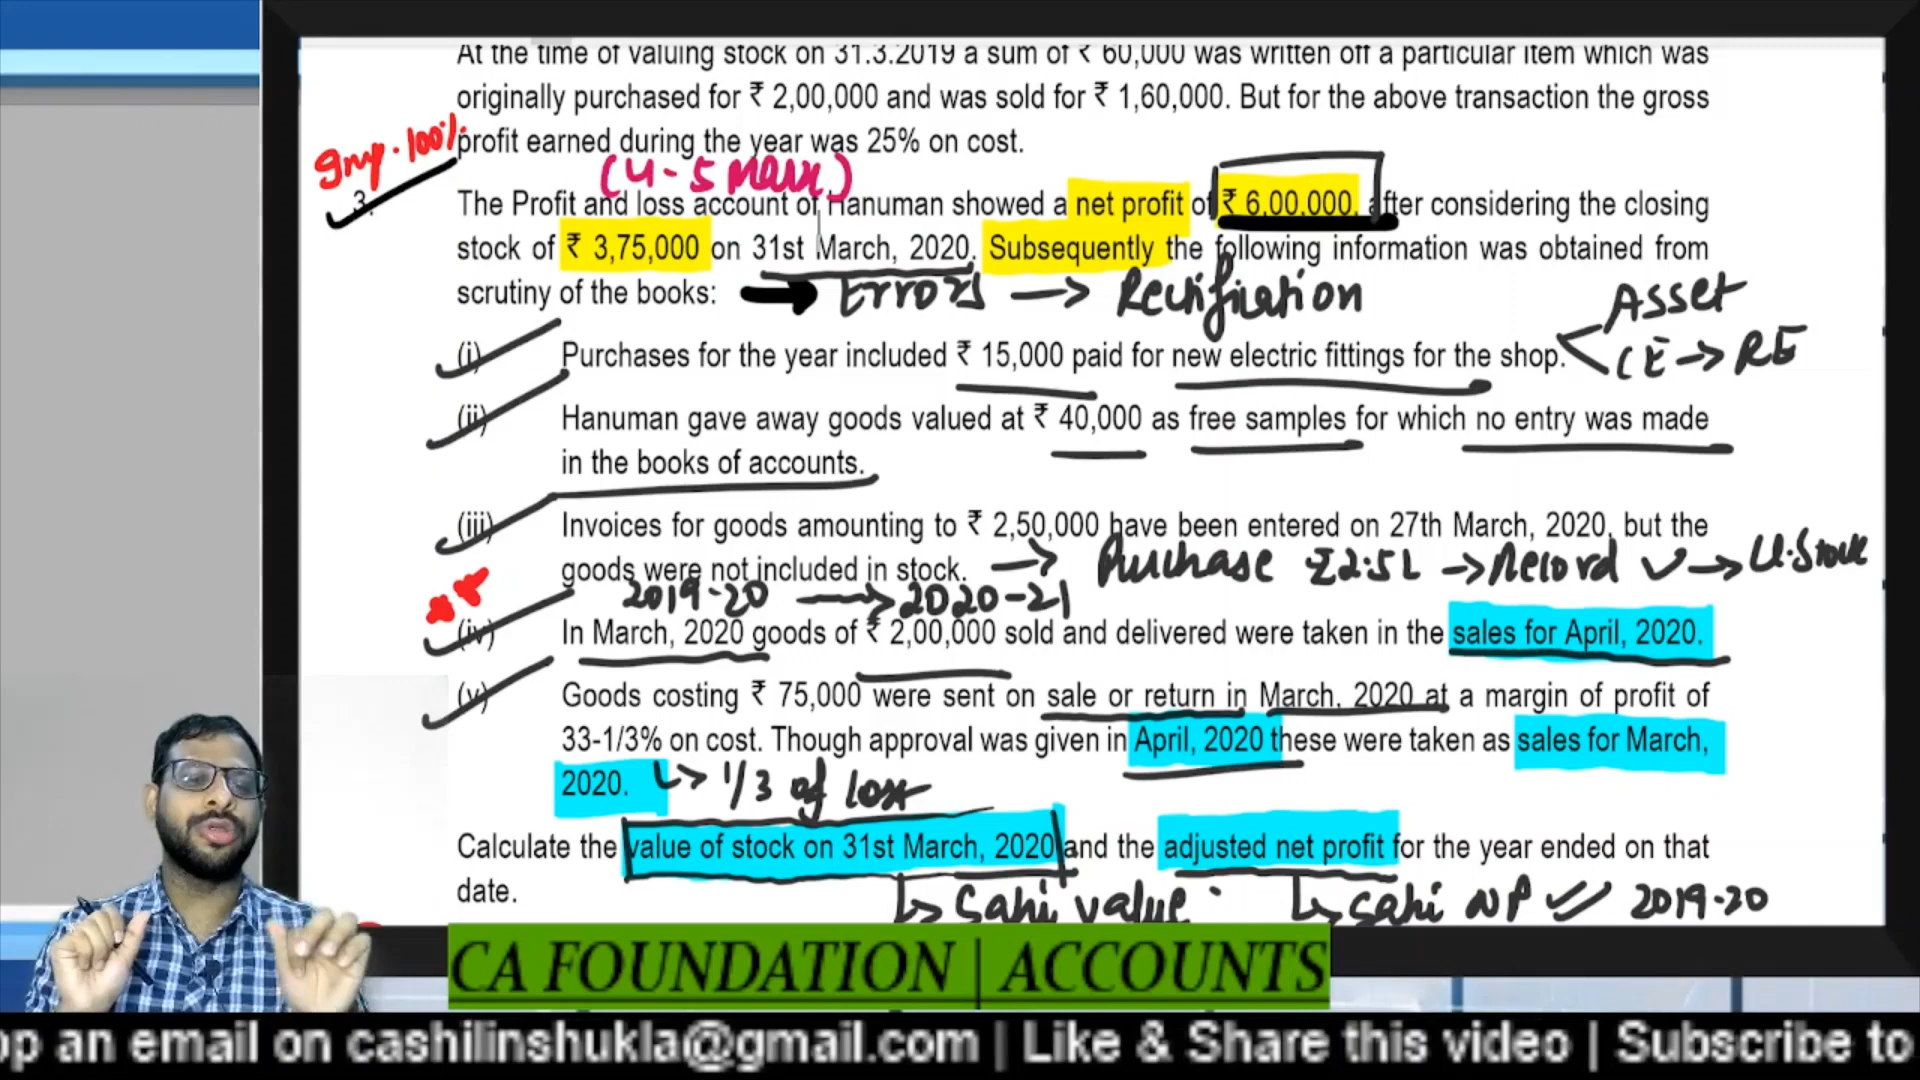 At the time of valuing stock on 31.3.2019 a sum of ₹ 60,000 was written off a particular item which was
originally purchased for ₹ 2,00,000 and was sold for ₹ 1,60,000. But for the above transaction the gross
profit earned during the year was 25% on cost.
Imp. 100%
(4-5 Mark)
3. The Profit and loss account of Hanuman showed a net profit of ₹ 6,00,000, after considering the closing
stock of ₹ 3,75,000 on 31st March, 2020. Subsequently the following information was obtained from
scrutiny of the books: Errors → Rectification
Asset
(i) Purchases for the year included ₹ 15,000 paid for new electric fittings for the shop. CE → RE
(ii) Hanuman gave away goods valued at ₹ 40,000 as free samples for which no entry was made
in the books of accounts.
(iii) Invoices for goods amounting to ₹ 2,50,000 have been entered on 27th March, 2020, but the
goods were not included in stock. → Purchase ₹2.5L → Record ✓ → U.Stock
2019-20 → 2020-21
(iv) In March, 2020 goods of ₹ 2,00,000 sold and delivered were taken in the sales for April, 2020.
(v) Goods costing ₹ 75,000 were sent on sale or return in March, 2020 at a margin of profit of
33-1/3% on cost. Though approval was given in April, 2020 these were taken as sales for March,
2020. ↳ 1/3 of
Calculate the value of stock on 31st March, 2020 and the adjusted net profit for the year ended on that
date. ↳ Sahi value ↳ Sahi NP ✓ 2019-20
CA FOUNDATION | ACCOUNTS
op an email on cashilinshukla@gmail.com | Like & Share this video | Subscribe to